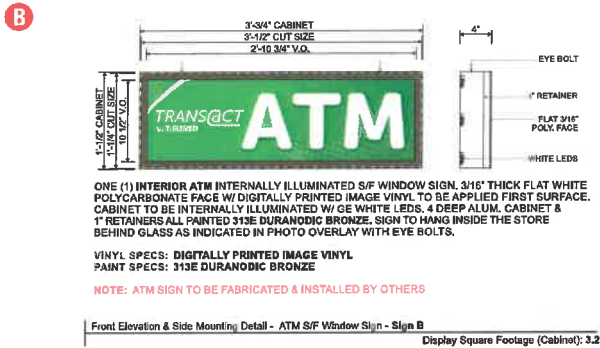 B
3'-3/4" CABINET
3'-1/2" CUT SIZE
2'-10 3/4" V.O.
4"
1'-1/2" CABINET
1'-1/4" CUT SIZE
10 1/2" V.O.
TRANS@CT
ATM
EYE BOLT
1" RETAINER
FLAT 3/16"
POLY. FACE
WHITE LEDS
ONE (1) INTERIOR ATM INTERNALLY ILLUMINATED S/F WINDOW SIGN. 3/16" THICK FLAT WHITE
POLYCARBONATE FACE W/ DIGITALLY PRINTED IMAGE VINYL TO BE APPLIED FIRST SURFACE.
CABINET TO BE INTERNALLY ILLUMINATED W/ GE WHITE LEDS. 4 DEEP ALUM. CABINET &
1" RETAINERS ALL PAINTED 313E DURANODIC BRONZE. SIGN TO HANG INSIDE THE STORE
BEHIND GLASS AS INDICATED IN PHOTO OVERLAY WITH EYE BOLTS.
VINYL SPECS: DIGITALLY PRINTED IMAGE VINYL
PAINT SPECS: 313E DURANODIC BRONZE
NOTE: ATM SIGN TO BE FABRICATED & INSTALLED BY OTHERS
Front Elevation & Side Mounting Detail - ATM S/F Window Sign - Sign B
Display Square Footage (Cabinet): 3.2